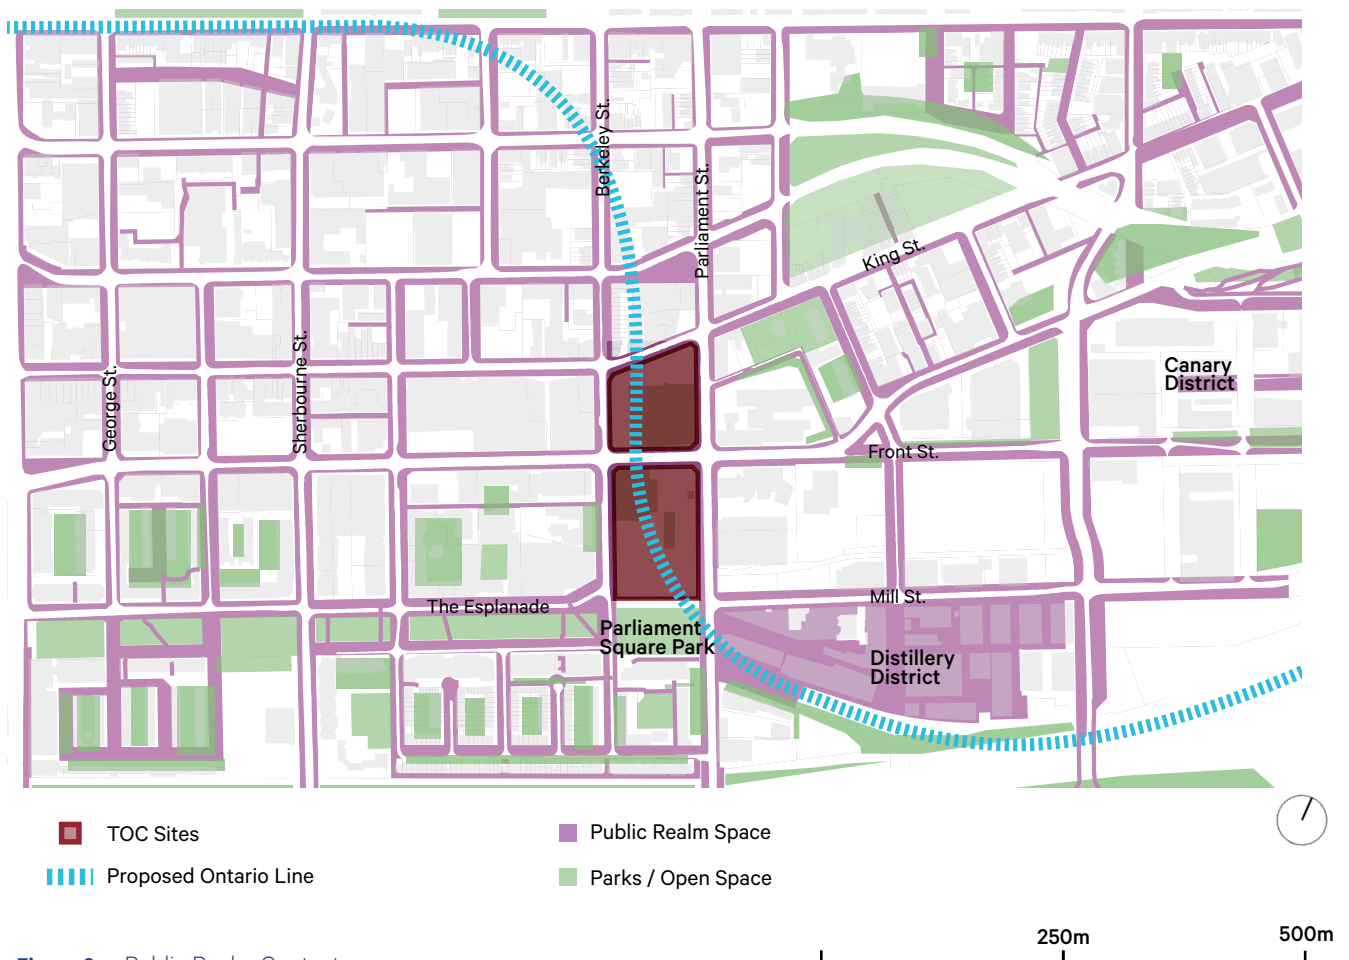 Berkeley St.
Parliament St.
King St.
George St.
Sherbourne St.
Canary
District
Front St.
The Esplanade
Mill St.
Parliament
Square Park
Distillery
District
TOC Sites
Public Realm Space
Proposed Ontario Line
Parks / Open Space
250m
500m